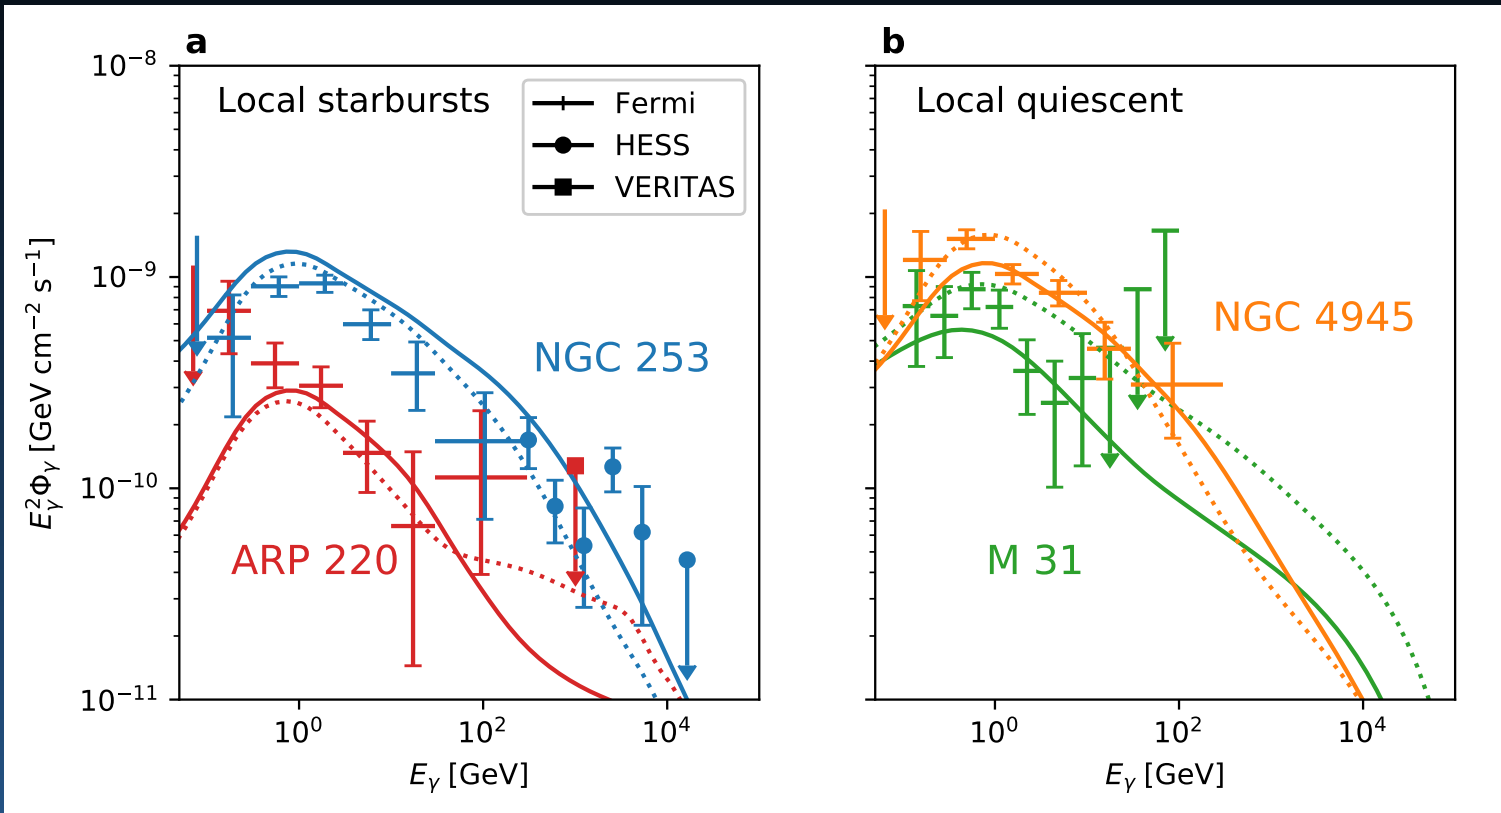 a
b
10⁻⁸
10⁻⁹
10⁻¹⁰
10⁻¹¹
E²ᵧΦᵧ [GeV cm⁻² s⁻¹]
Local starbursts
Fermi
HESS
VERITAS
NGC 253
ARP 220
10⁰ 10² 10⁴
Eᵧ [GeV]
Local quiescent
NGC 4945
M 31
10⁰ 10² 10⁴
Eᵧ [GeV]